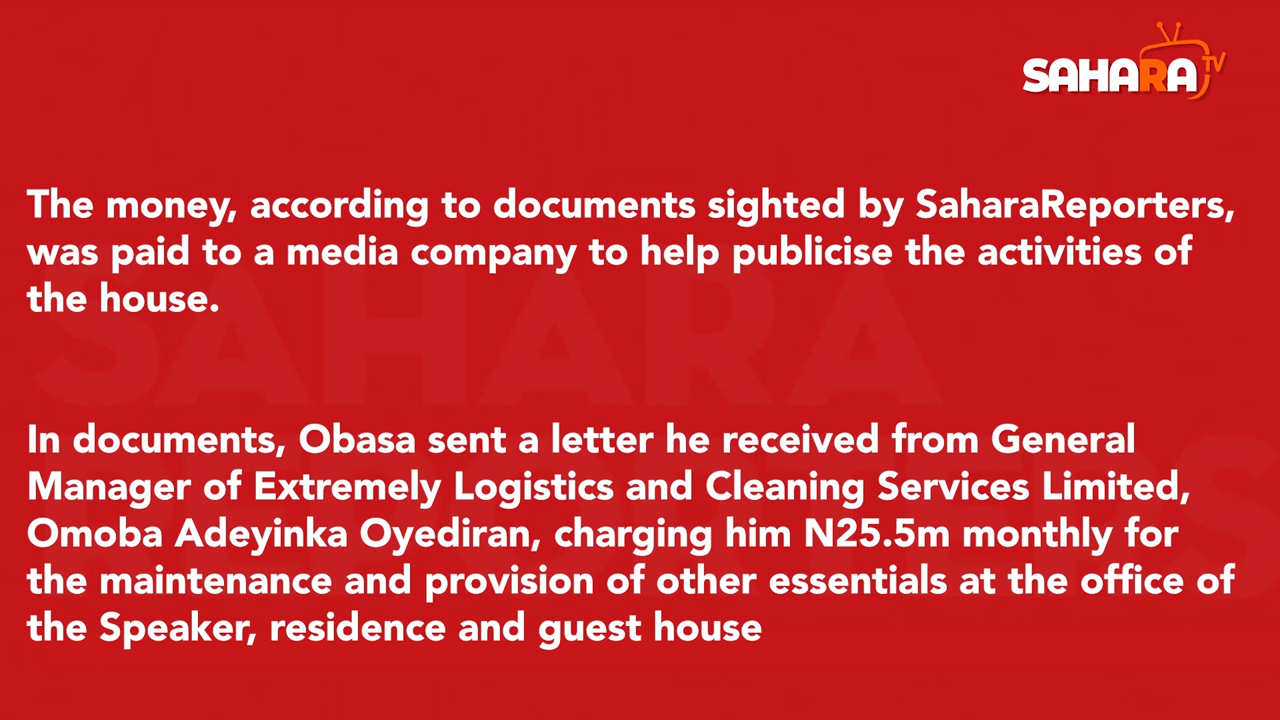 SAHARA TV
The money, according to documents sighted by SaharaReporters,
was paid to a media company to help publicise the activities of
the house.
In documents, Obasa sent a letter he received from General
Manager of Extremely Logistics and Cleaning Services Limited,
Omoba Adeyinka Oyediran, charging him N25.5m monthly for
the maintenance and provision of other essentials at the office of
the Speaker, residence and guest house
SAHARA
REPORTERS